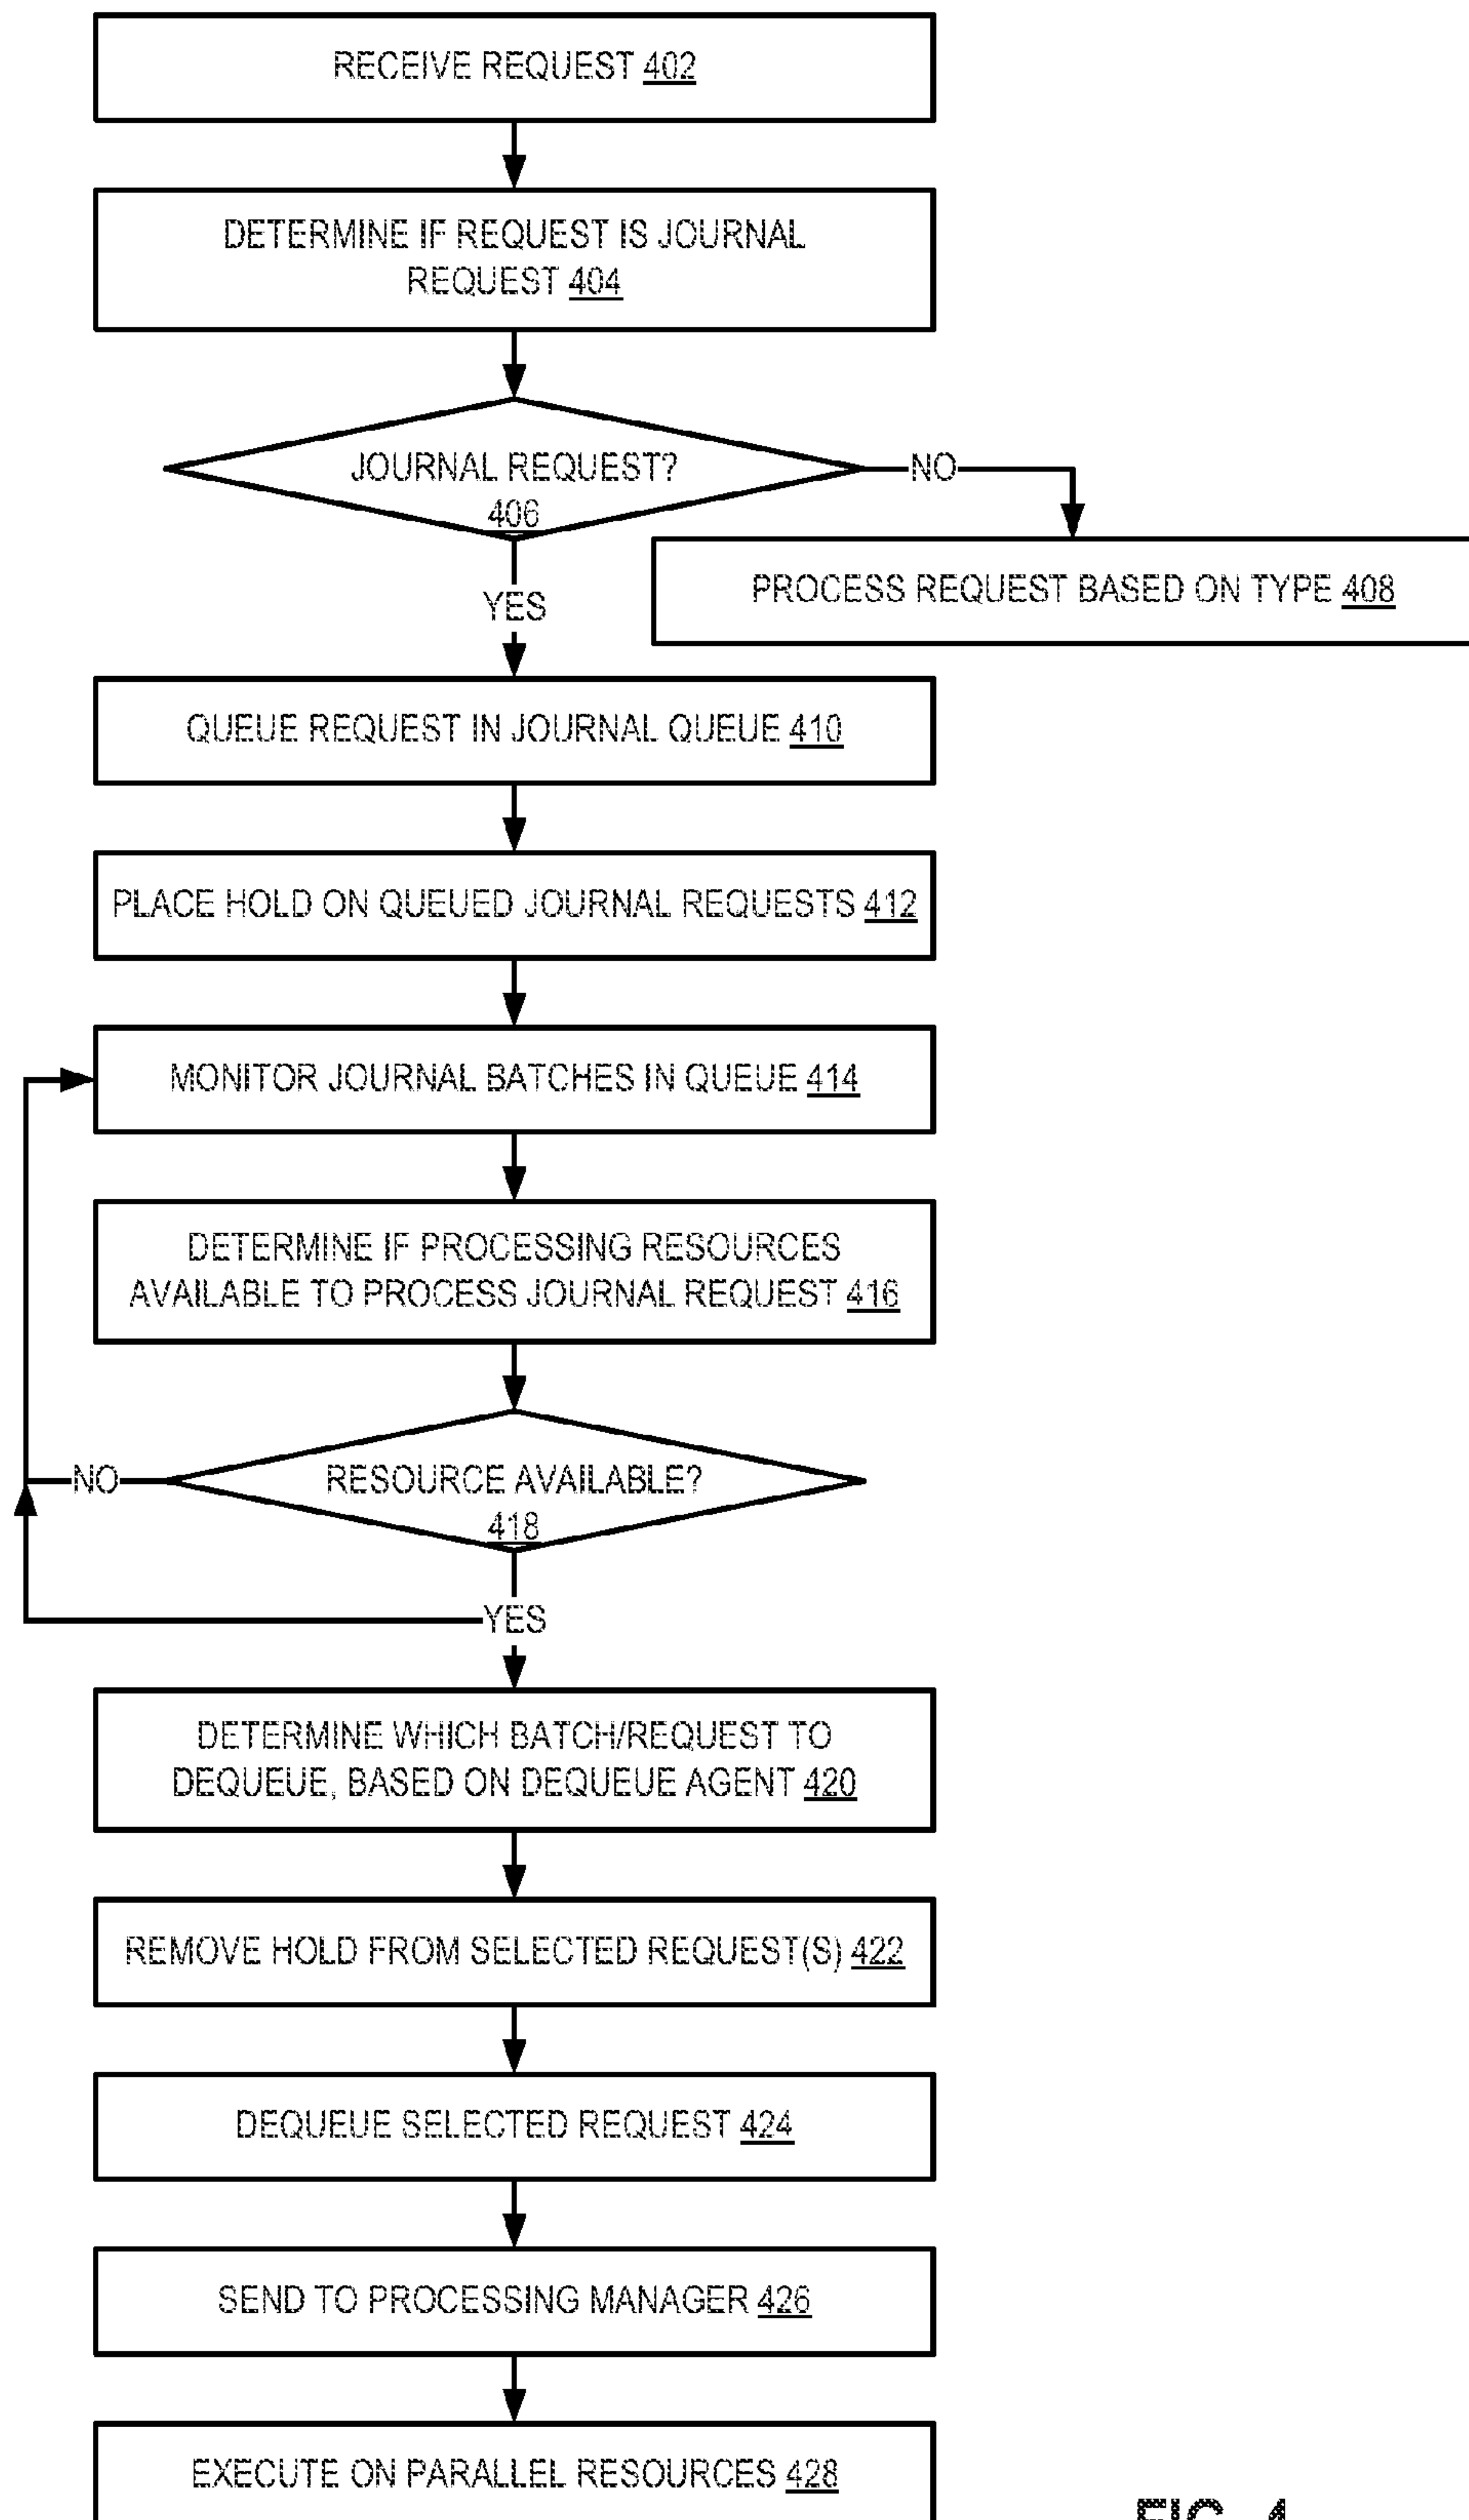 RECEIVE REQUEST 402
DETERMINE IF REQUEST IS JOURNAL
REQUEST 404
JOURNAL REQUEST?
406
NO
PROCESS REQUEST BASED ON TYPE 408
YES
QUEUE REQUEST IN JOURNAL QUEUE 410
PLACE HOLD ON QUEUED JOURNAL REQUESTS 412
MONITOR JOURNAL BATCHES IN QUEUE 414
DETERMINE IF PROCESSING RESOURCES
AVAILABLE TO PROCESS JOURNAL REQUEST 416
NO
RESOURCE AVAILABLE?
418
YES
DETERMINE WHICH BATCH/REQUEST TO
DEQUEUE, BASED ON DEQUEUE AGENT 420
REMOVE HOLD FROM SELECTED REQUEST(S) 422
DEQUEUE SELECTED REQUEST 424
SEND TO PROCESSING MANAGER 426
EXECUTE ON PARALLEL RESOURCES 428
FIG. 4